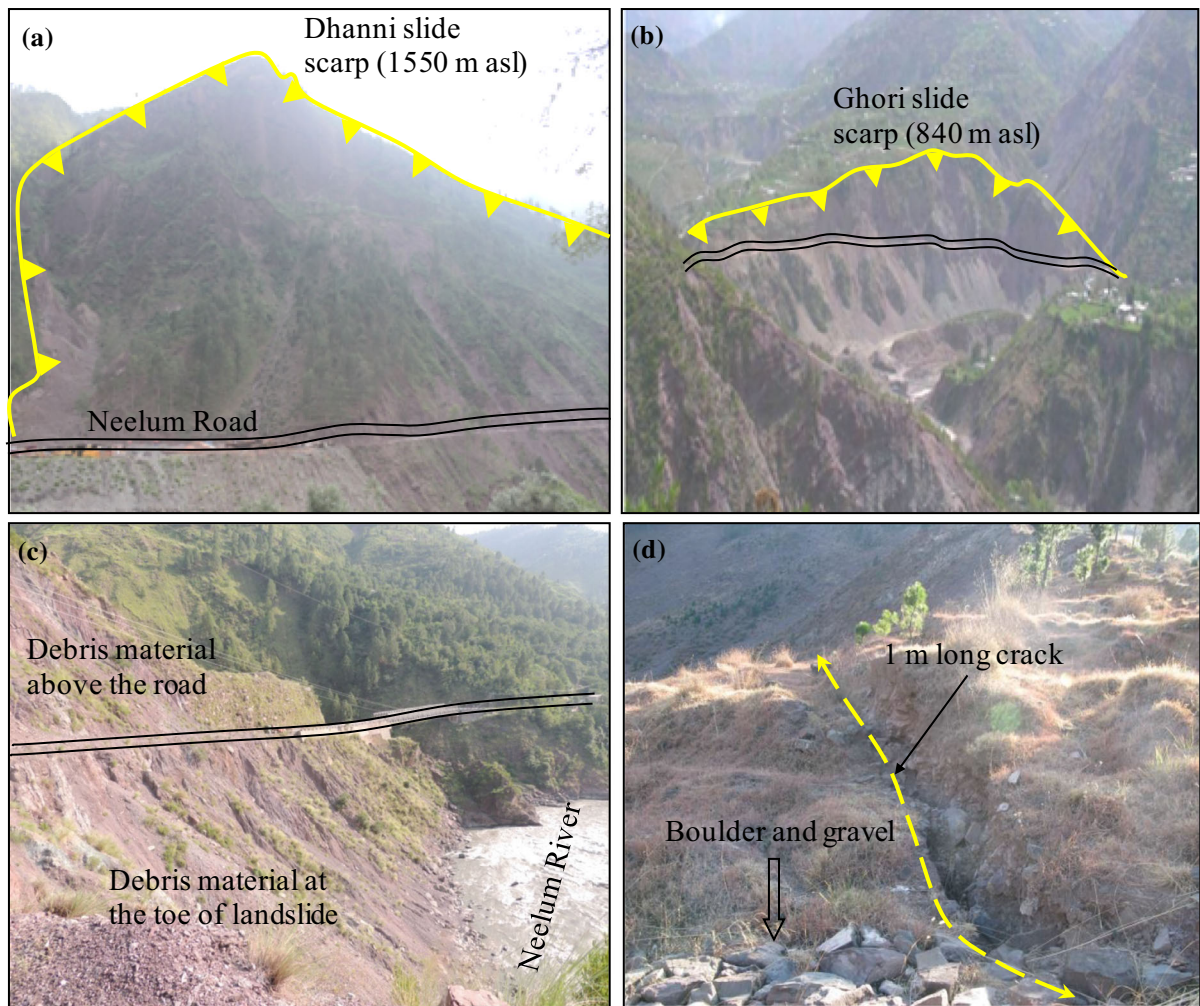 (a)
Dhanni slide
scarp (1550 m asl)
Neelum Road
(b)
Ghori slide
scarp (840 m asl)
(c)
Debris material
above the road
Debris material at
the toe of landslide
Neelum River
(d)
1 m long crack
Boulder and gravel